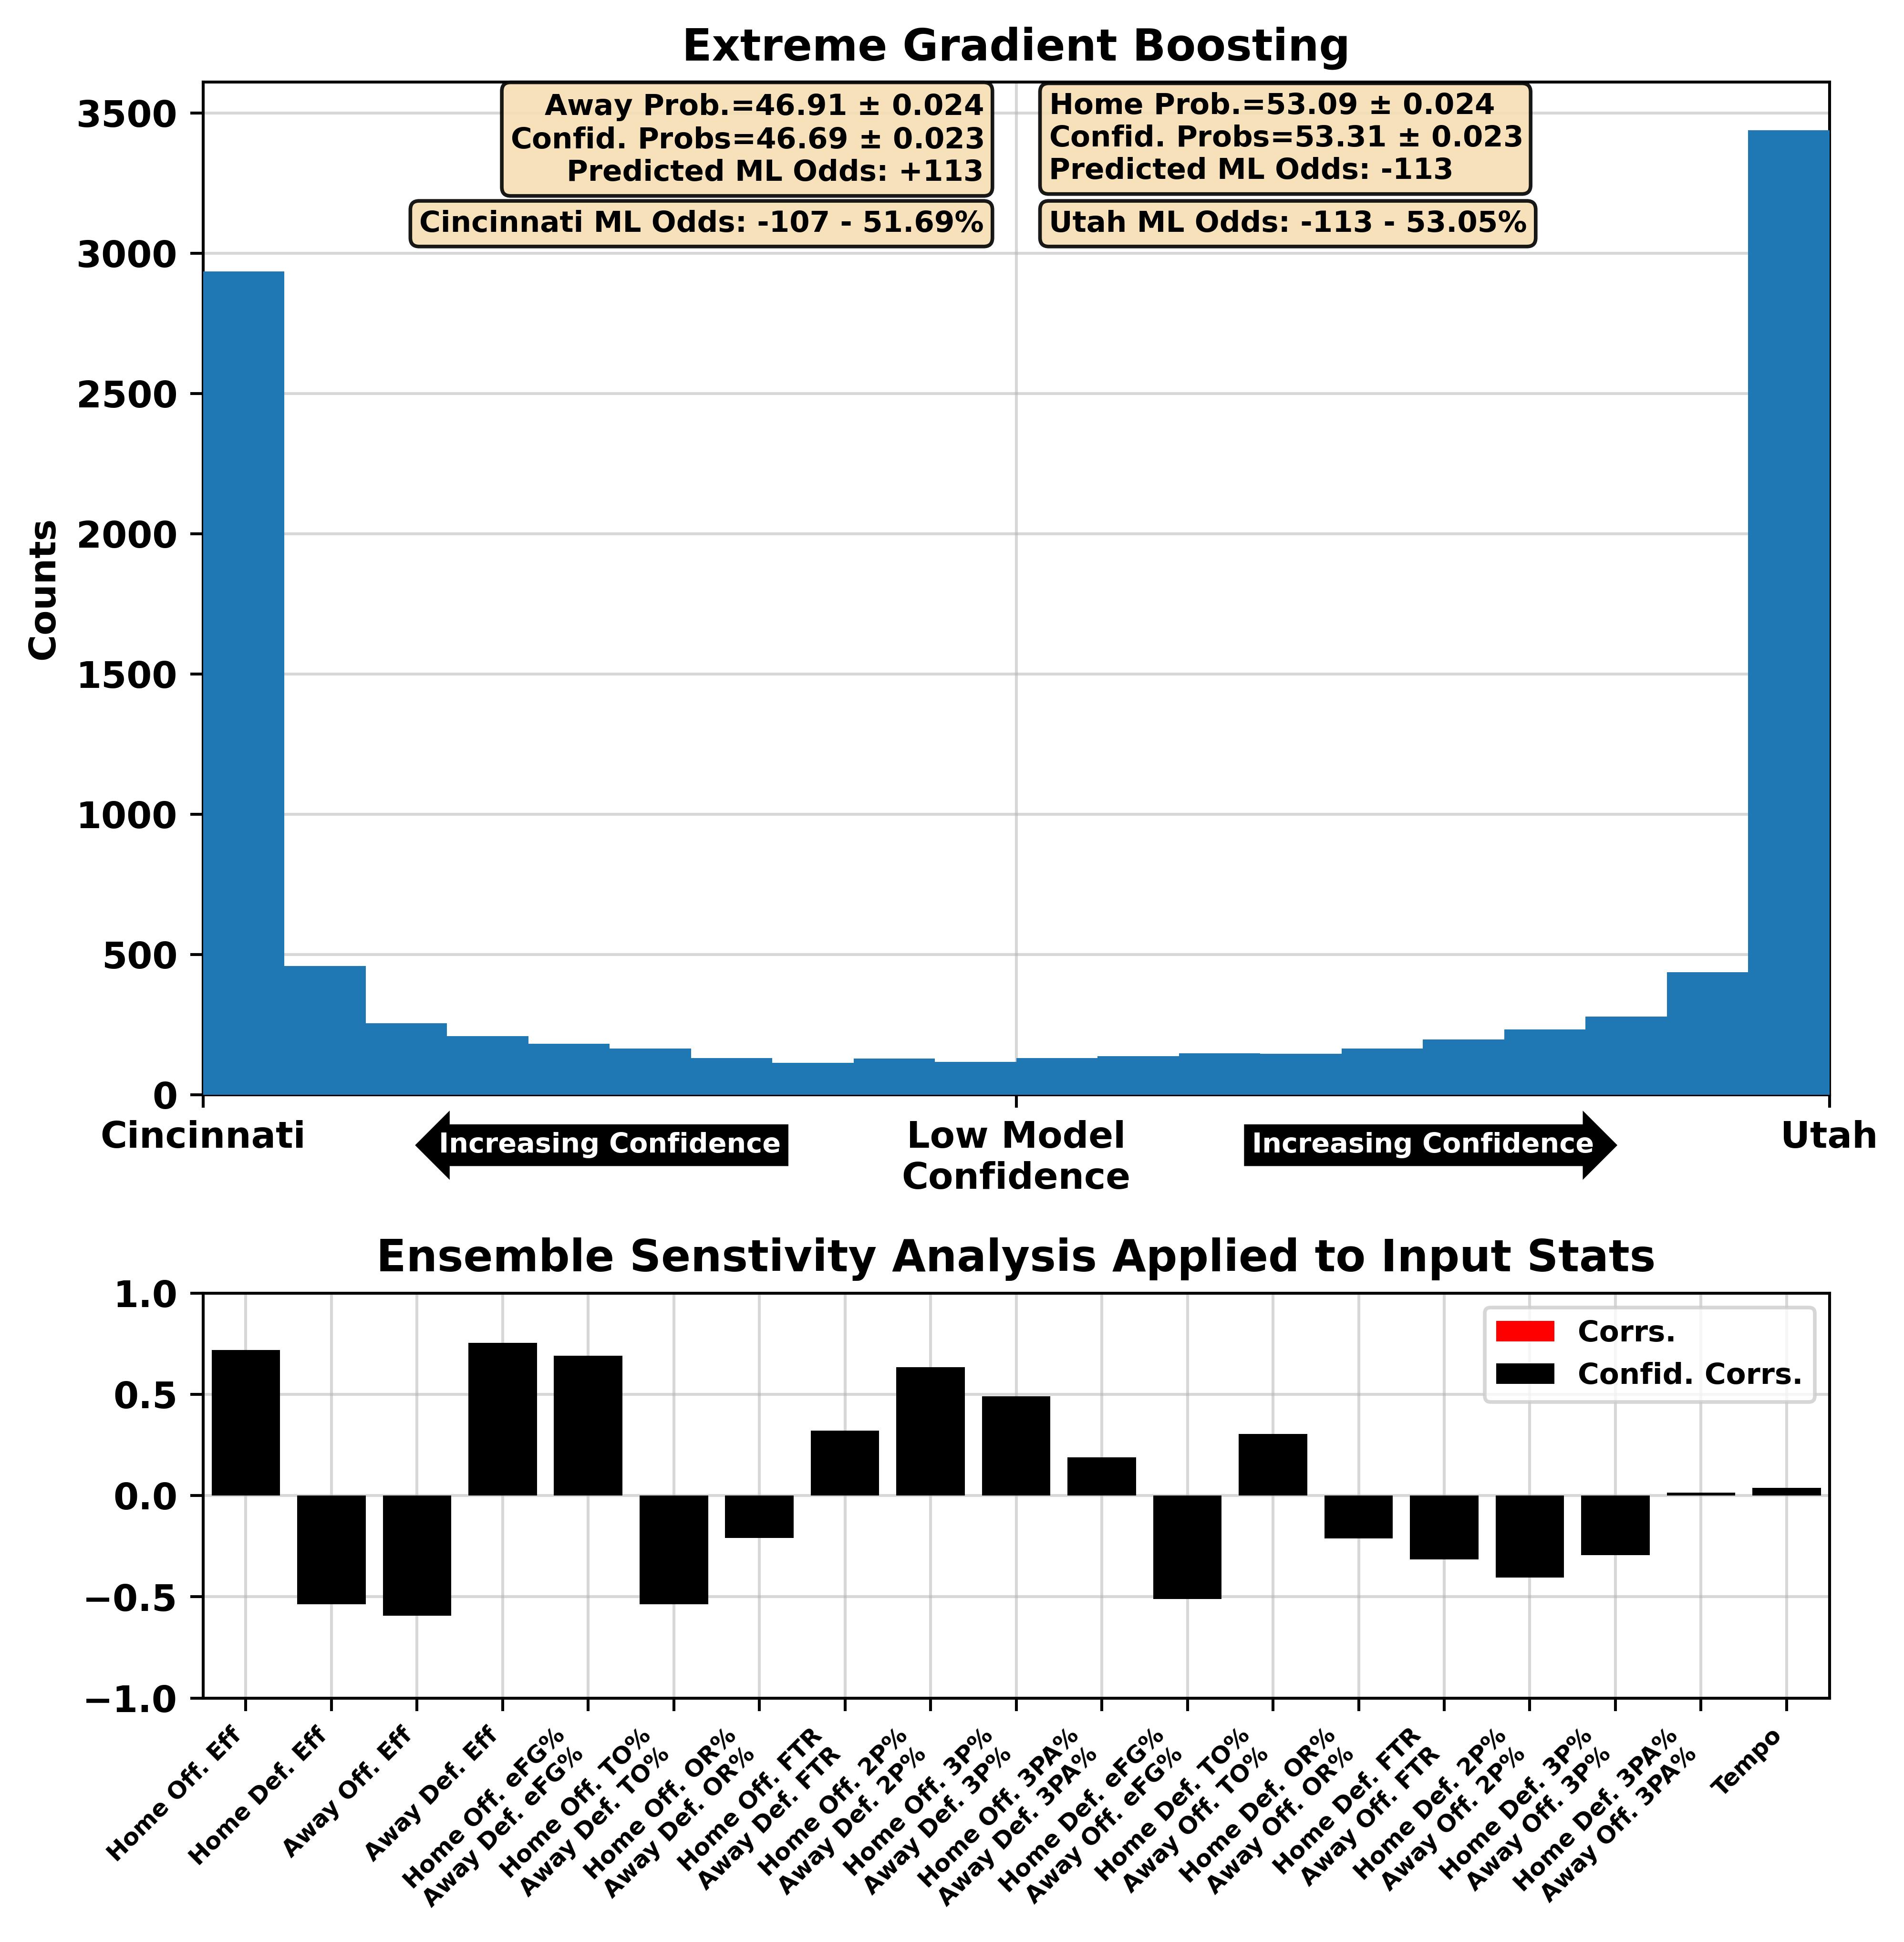 Extreme Gradient Boosting
Away Prob.=46.91 ± 0.024
Confid. Probs=46.69 ± 0.023
Predicted ML Odds: +113
Home Prob.=53.09 ± 0.024
Confid. Probs=53.31 ± 0.023
Predicted ML Odds: -113
Cincinnati ML Odds: -107 - 51.69%
Utah ML Odds: -113 - 53.05%
Counts
3500
3000
2500
2000
1500
1000
500
0
Cincinnati
Increasing Confidence
Low Model
Confidence
Increasing Confidence
Utah
Ensemble Senstivity Analysis Applied to Input Stats
1.0
0.5
0.0
−0.5
−1.0
Corrs.
Confid. Corrs.
Home Off. Eff
Home Def. Eff
Away Off. Eff
Away Def. Eff
Home Off. eFG%
Away Def. eFG%
Home Off. TO%
Away Def. TO%
Home Off. OR%
Away Def. OR%
Home Off. FTR
Away Def. FTR
Home Off. 2P%
Away Def. 2P%
Home Off. 3P%
Away Def. 3P%
Home Off. 3PA%
Away Def. 3PA%
Home Def. eFG%
Away Off. eFG%
Home Def. TO%
Away Off. TO%
Home Def. OR%
Away Off. OR%
Home Def. FTR
Away Off. FTR
Home Def. 2P%
Away Off. 2P%
Home Def. 3P%
Away Off. 3P%
Home Def. 3PA%
Away Off. 3PA%
Tempo